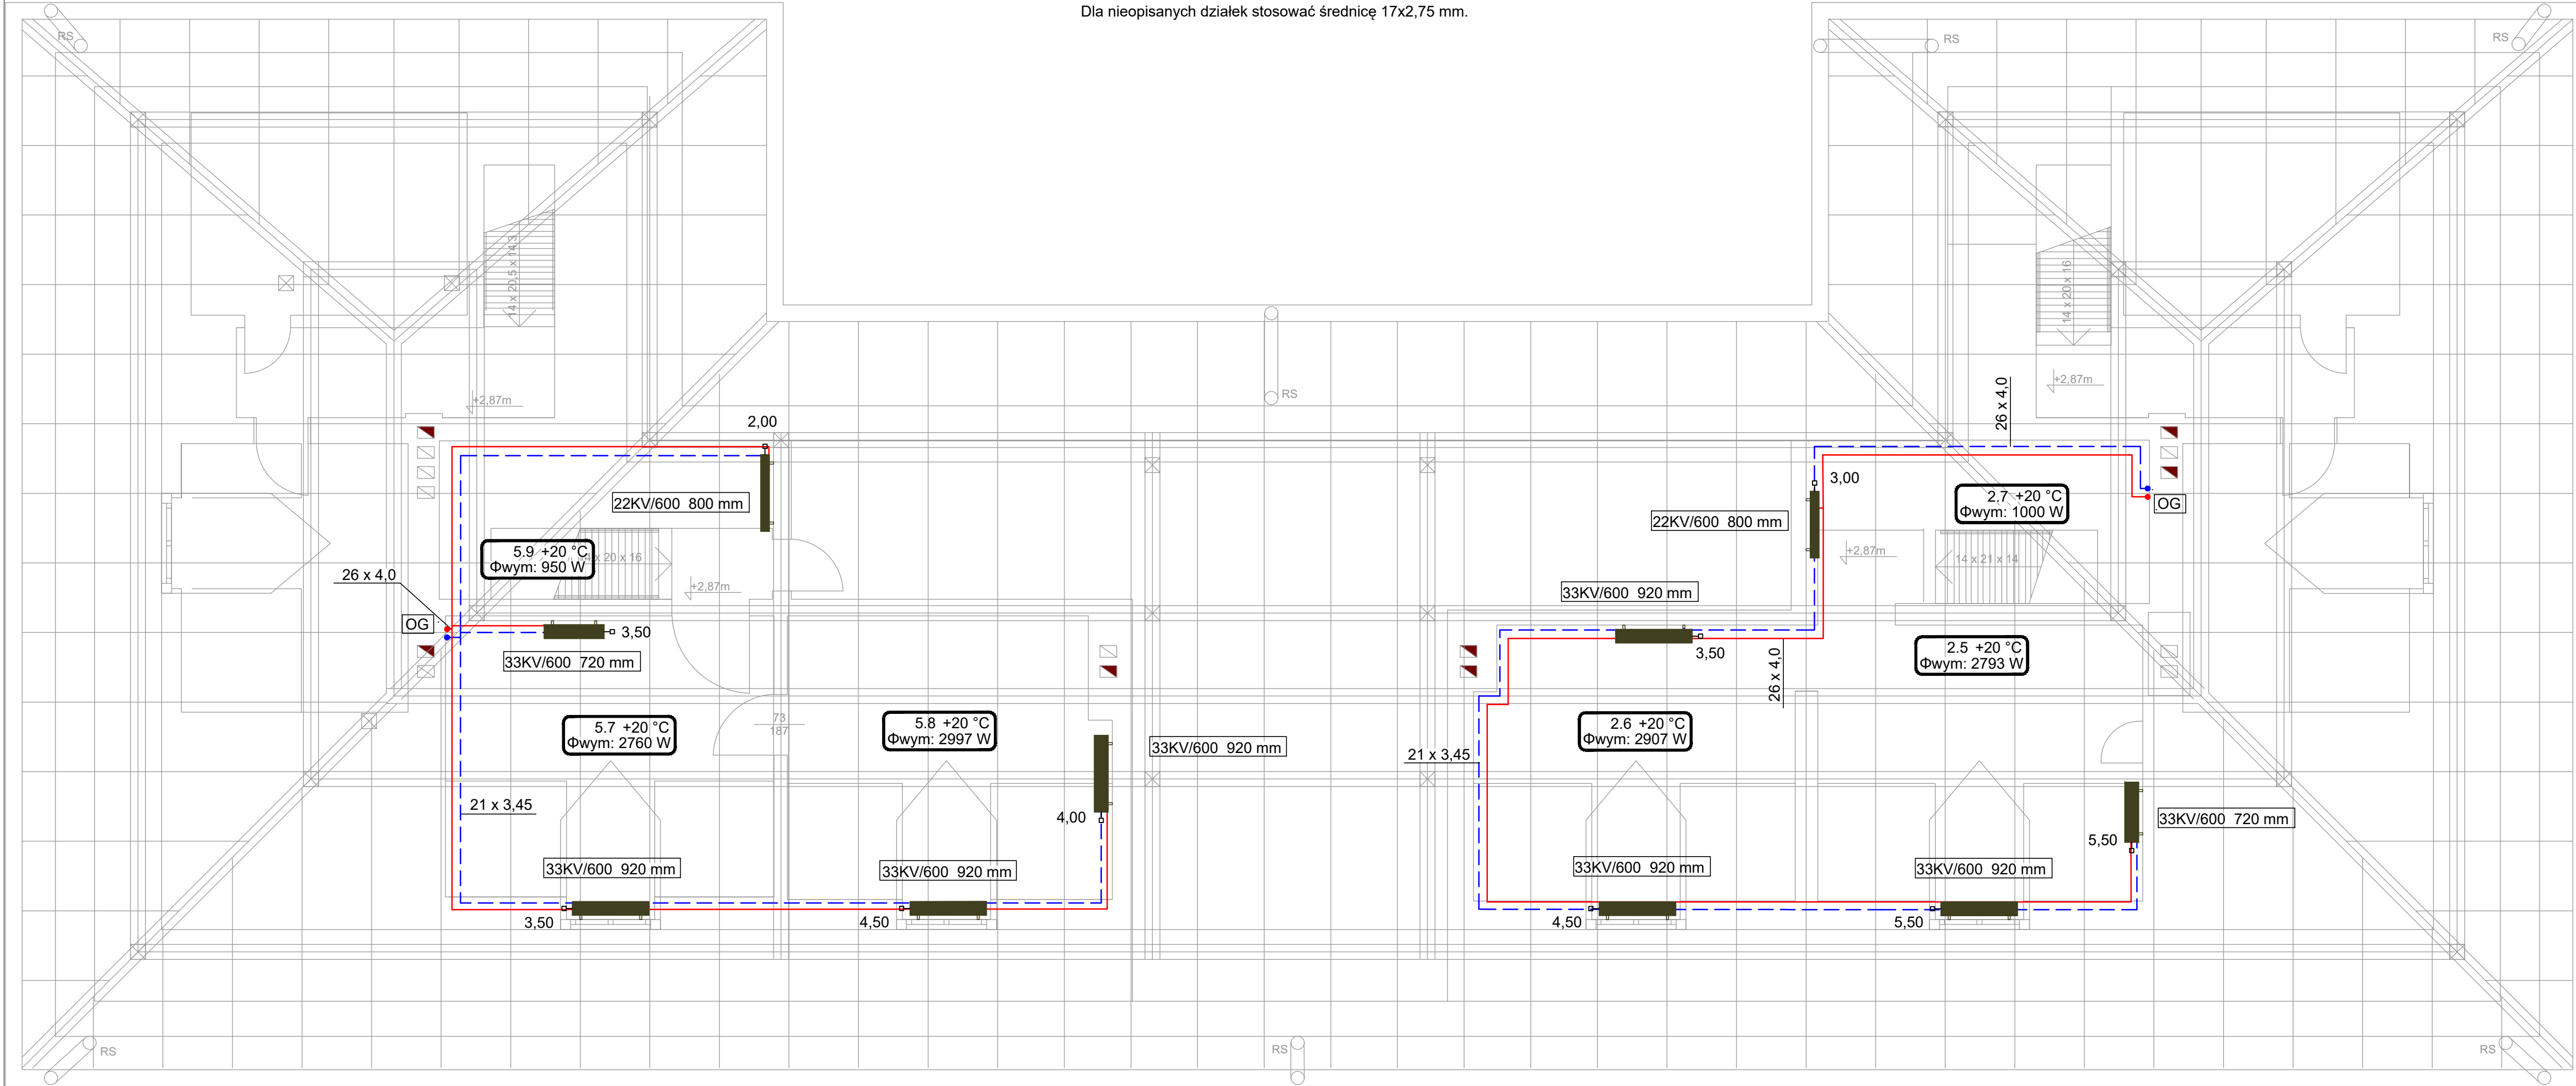 Dla nieopisanych działek stosować średnicę 17x2,75 mm.
RS
RS
RS
14 x 20,5 x 14,3
14 x 20 x 16
+2,87m
+2,87m
RS
26 x 4,0
2,00
3,00
22KV/600 800 mm
22KV/600 800 mm
2.7 +20 °C
Φwym: 1000 W
OG
5.9 +20 °C
Φwym: 950 W
14 x 20 x 16
+2,87m
+2,87m
14 x 21 x 14
26 x 4,0
33KV/600 920 mm
OG
3,50
33KV/600 720 mm
3,50
26 x 4,0
2.5 +20 °C
Φwym: 2793 W
5.7 +20 °C
Φwym: 2760 W
73
187
5.8 +20 °C
Φwym: 2997 W
33KV/600 920 mm
2.6 +20 °C
Φwym: 2907 W
21 x 3,45
21 x 3,45
4,00
33KV/600 720 mm
5,50
33KV/600 920 mm
33KV/600 920 mm
33KV/600 920 mm
33KV/600 920 mm
3,50
4,50
4,50
5,50
RS
RS
RS